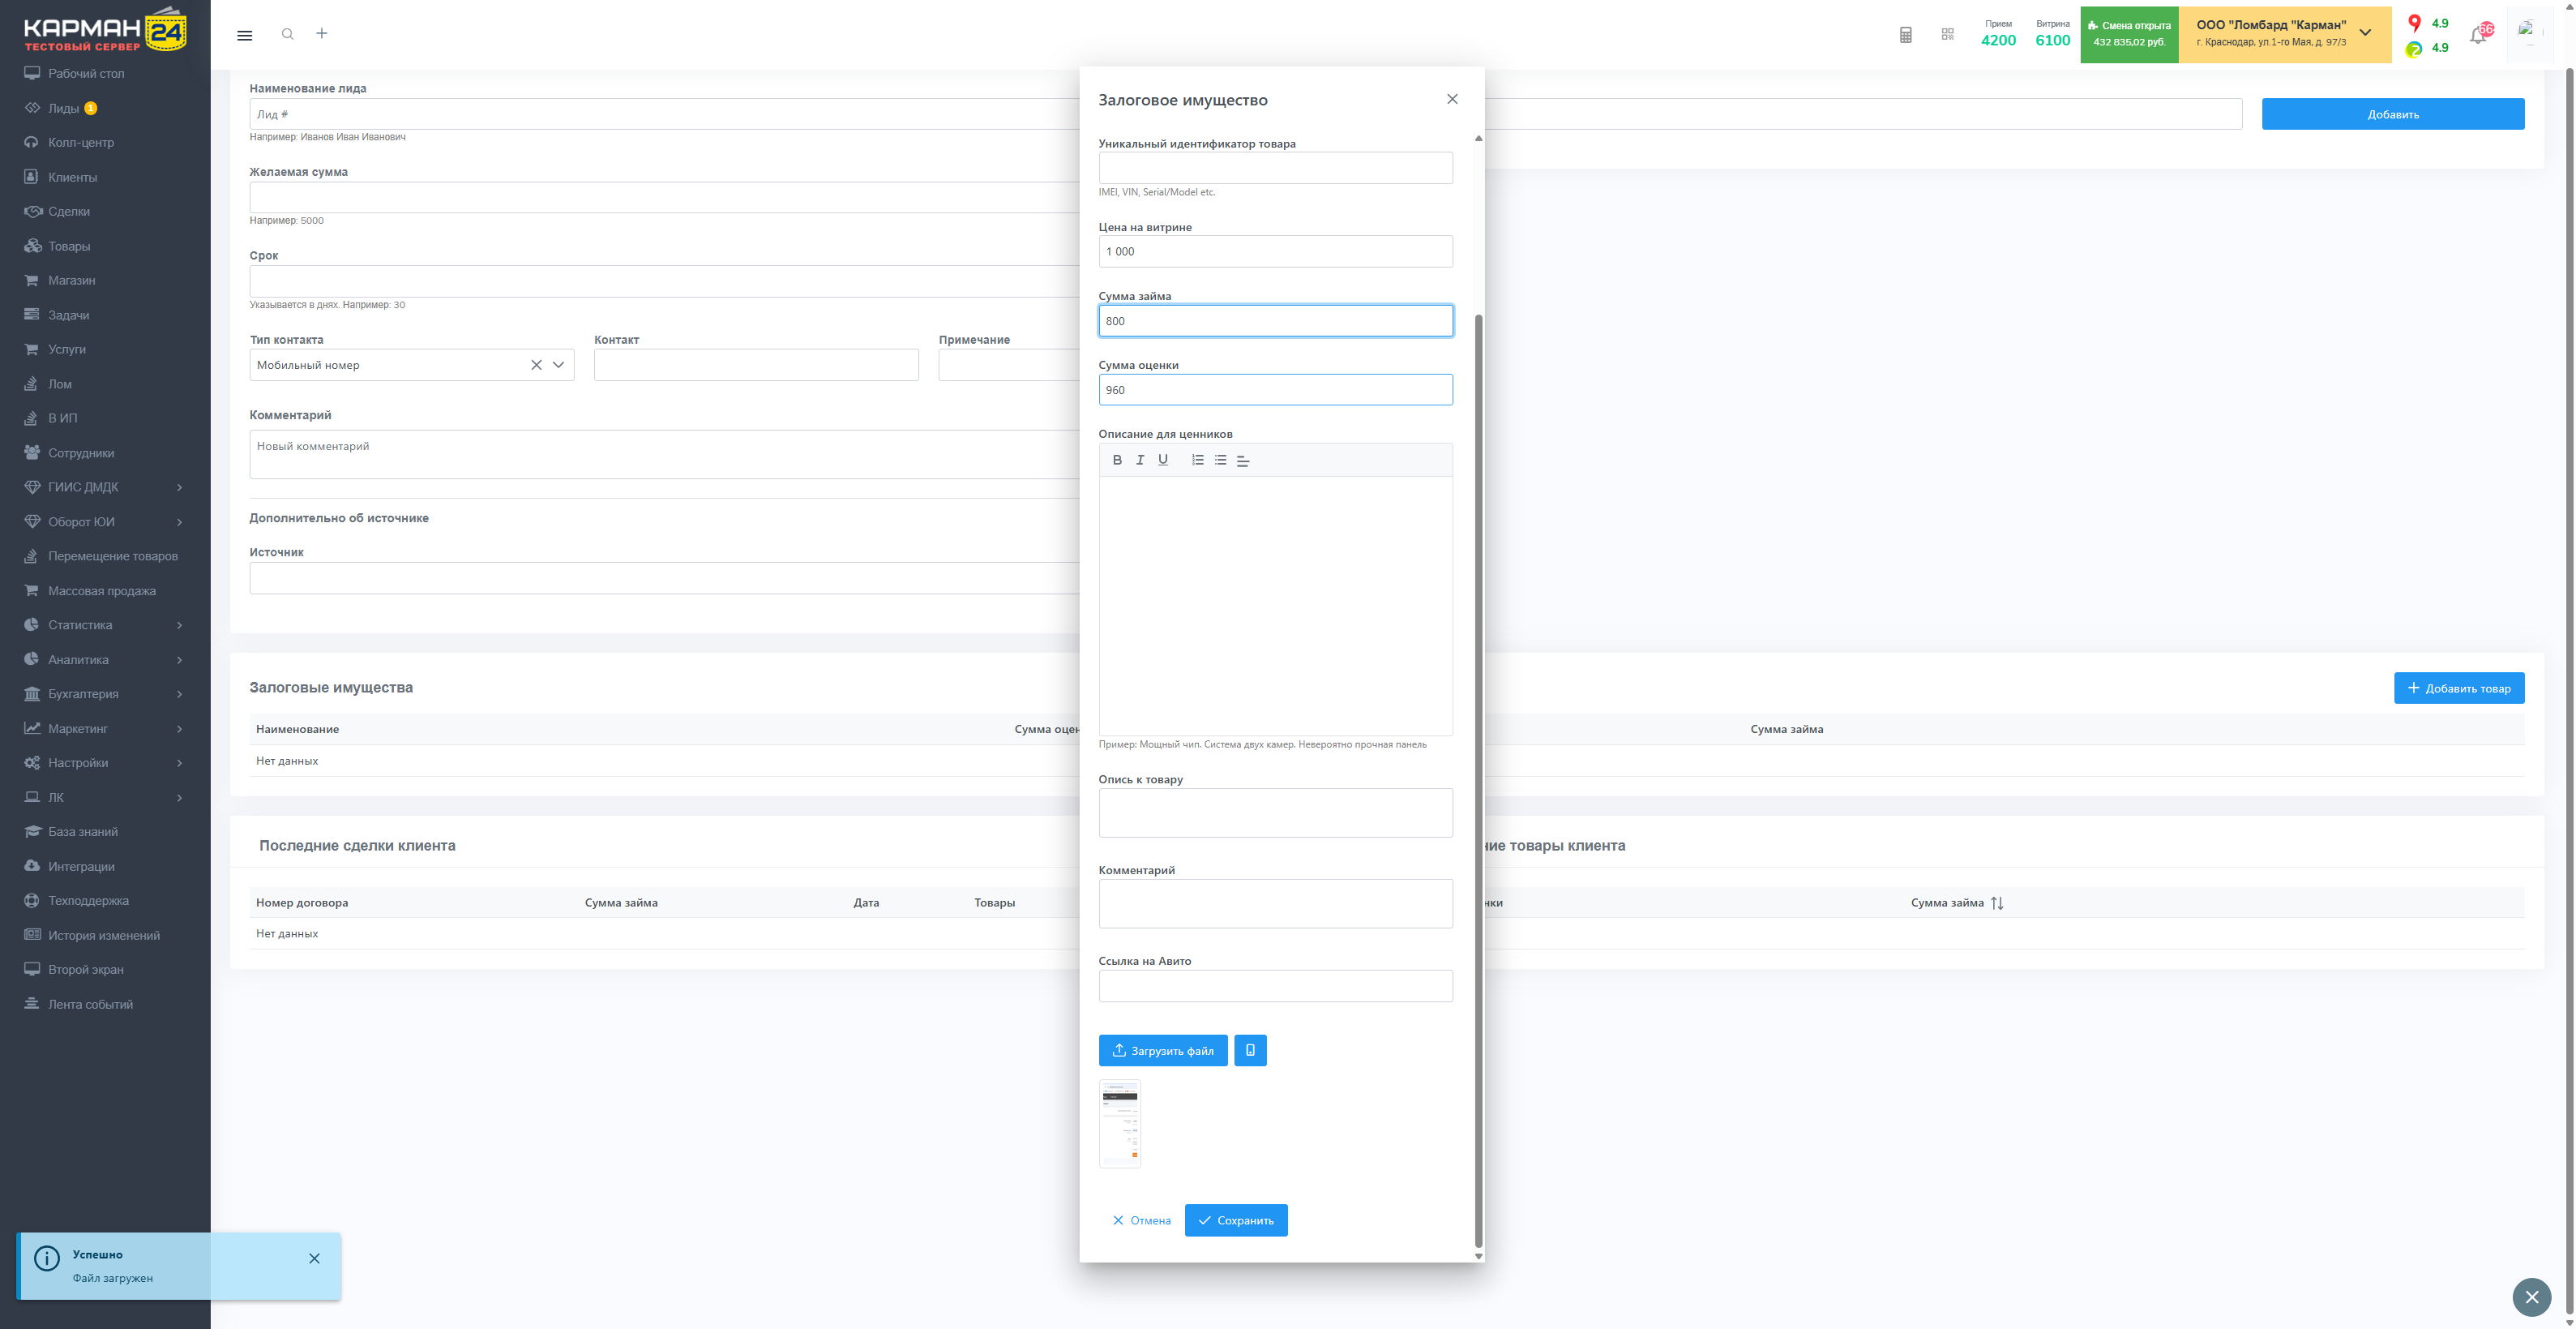 КАРМАН 24
ТЕСТОВЫЙ СЕРВЕР
Рабочий стол
Лиды 1
Колл-центр
Клиенты
Сделки
Товары
Магазин
Задачи
Услуги
Лом
В ИП
Сотрудники
ГИИС ДМДК
Оборот ЮИ
Перемещение товаров
Массовая продажа
Статистика
Аналитика
Бухгалтерия
Маркетинг
Настройки
ЛК
База знаний
Интеграции
Техподдержка
История изменений
Второй экран
Лента событий
Прием
4200
Витрина
6100
Смена открыта
432 835,02 руб.
ООО "Ломбард "Карман"
г. Краснодар, ул.1-го Мая, д. 97/3
4.9
4.9
Наименование лида
Лид #
Например: Иванов Иван Иванович
Добавить
Желаемая сумма
Например: 5000
Срок
Указывается в днях. Например: 30
Тип контакта
Контакт
Примечание
Мобильный номер
Комментарий
Новый комментарий
Дополнительно об источнике
Источник
Залоговые имущества
Добавить товар
Наименование
Сумма оцен
Сумма займа
Нет данных
Последние сделки клиента
ние товары клиента
Номер договора
Сумма займа
Дата
Товары
нки
Сумма займа
Нет данных
Залоговое имущество
Уникальный идентификатор товара
IMEI, VIN, Serial/Model etc.
Цена на витрине
1 000
Сумма займа
800
Сумма оценки
960
Описание для ценников
B I U
Пример: Мощный чип. Система двух камер. Невероятно прочная панель
Опись к товару
Комментарий
Ссылка на Авито
Загрузить файл
Отмена
Сохранить
Успешно
Файл загружен